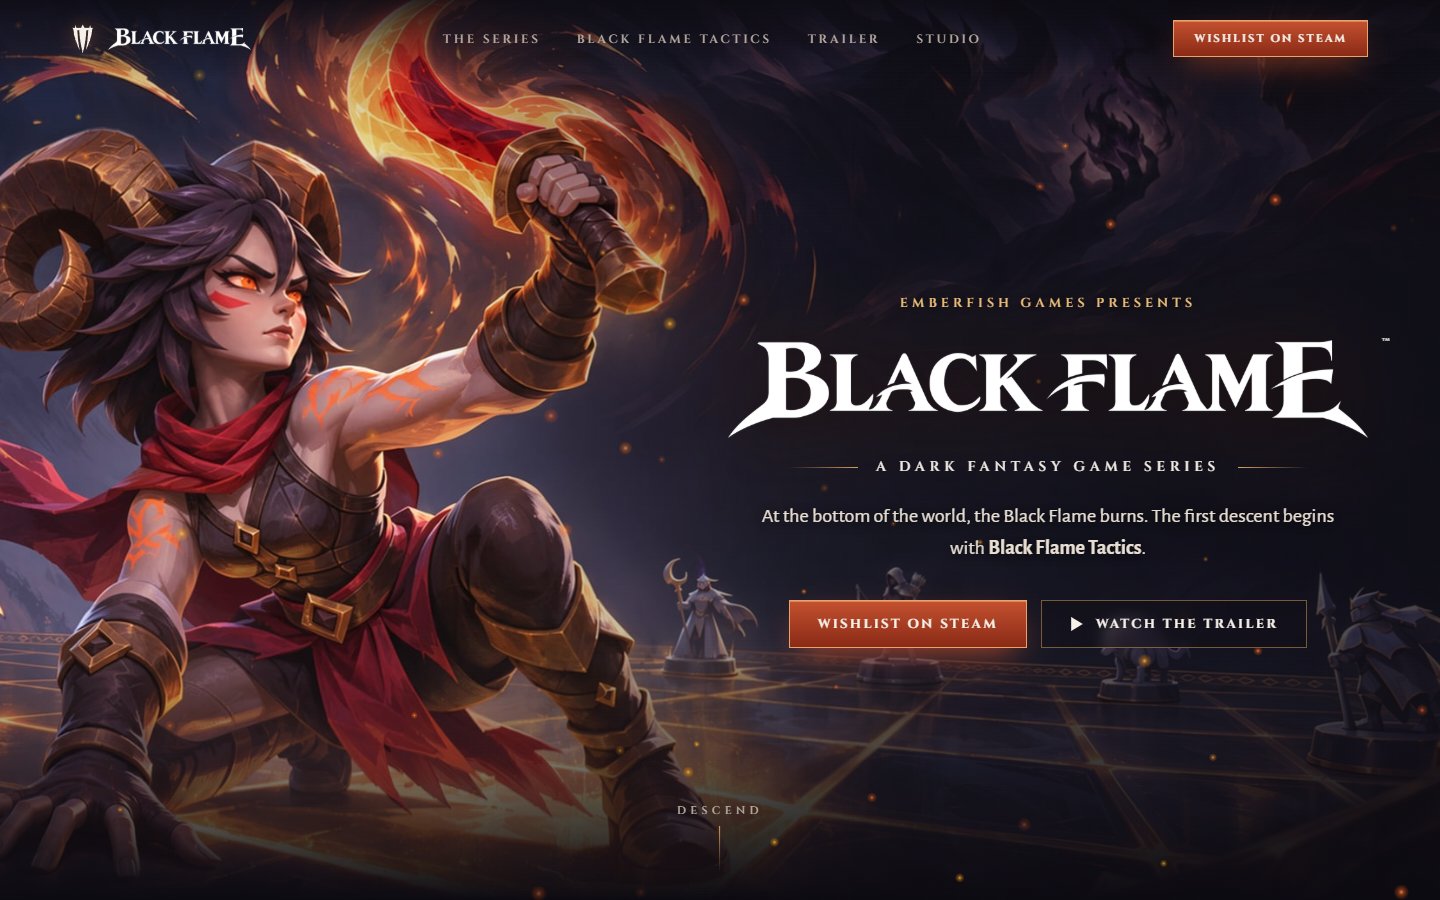 BLACK FLAME
THE SERIES
BLACK FLAME TACTICS
TRAILER
STUDIO
WISHLIST ON STEAM
EMBERFISH GAMES PRESENTS
BLACK FLAME ™
A DARK FANTASY GAME SERIES
At the bottom of the world, the Black Flame burns. The first descent begins
with Black Flame Tactics.
WISHLIST ON STEAM
WATCH THE TRAILER
DESCEND